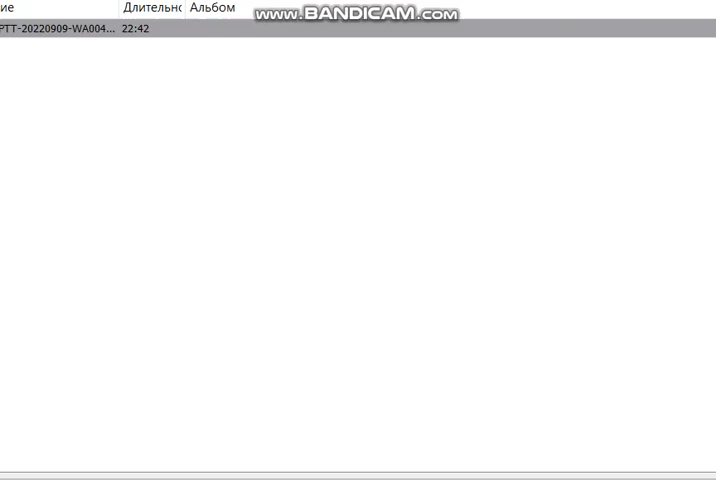 ие Длительнс Альбом
www.BANDICAM.com
PTT-20220909-WA004... 22:42